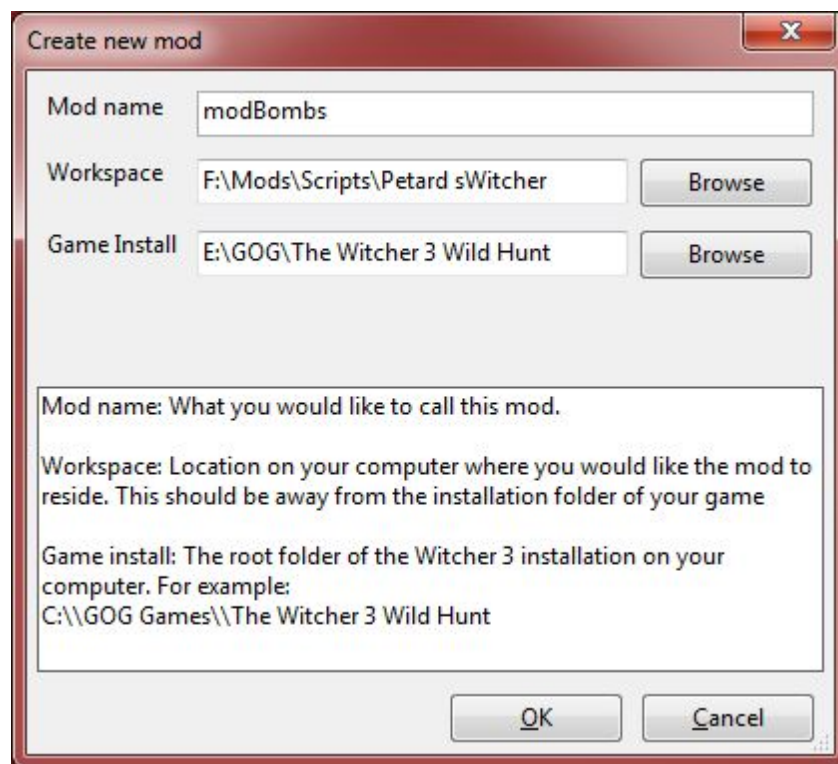 Create new mod
Mod name
modBombs
Workspace
F:\Mods\Scripts\Petard sWitcher
Browse
Game Install
E:\GOG\The Witcher 3 Wild Hunt
Browse
Mod name: What you would like to call this mod.
Workspace: Location on your computer where you would like the mod to
reside. This should be away from the installation folder of your game
Game install: The root folder of the Witcher 3 installation on your
computer. For example:
C:\\GOG Games\\The Witcher 3 Wild Hunt
OK
Cancel